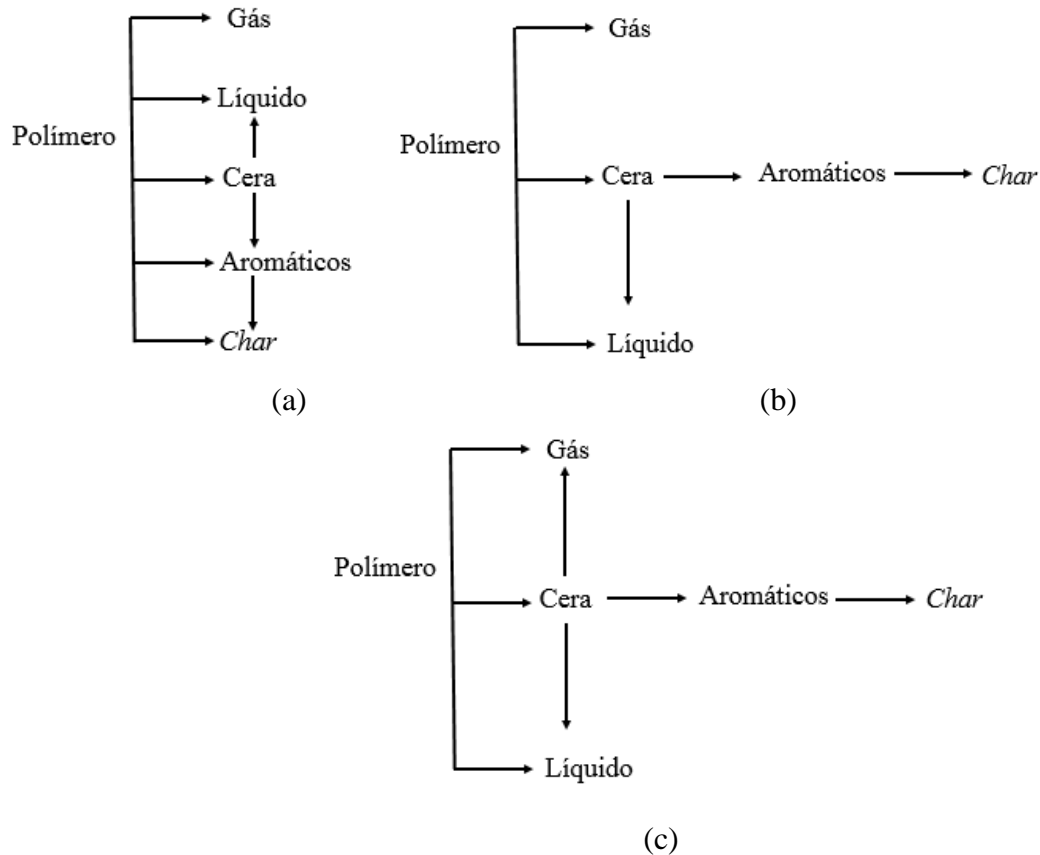 Gás
Líquido
Polímero
Cera
Aromáticos
Char
(a)
Gás
Polímero
Cera
Aromáticos
Char
Líquido
(b)
Gás
Polímero
Cera
Aromáticos
Char
Líquido
(c)